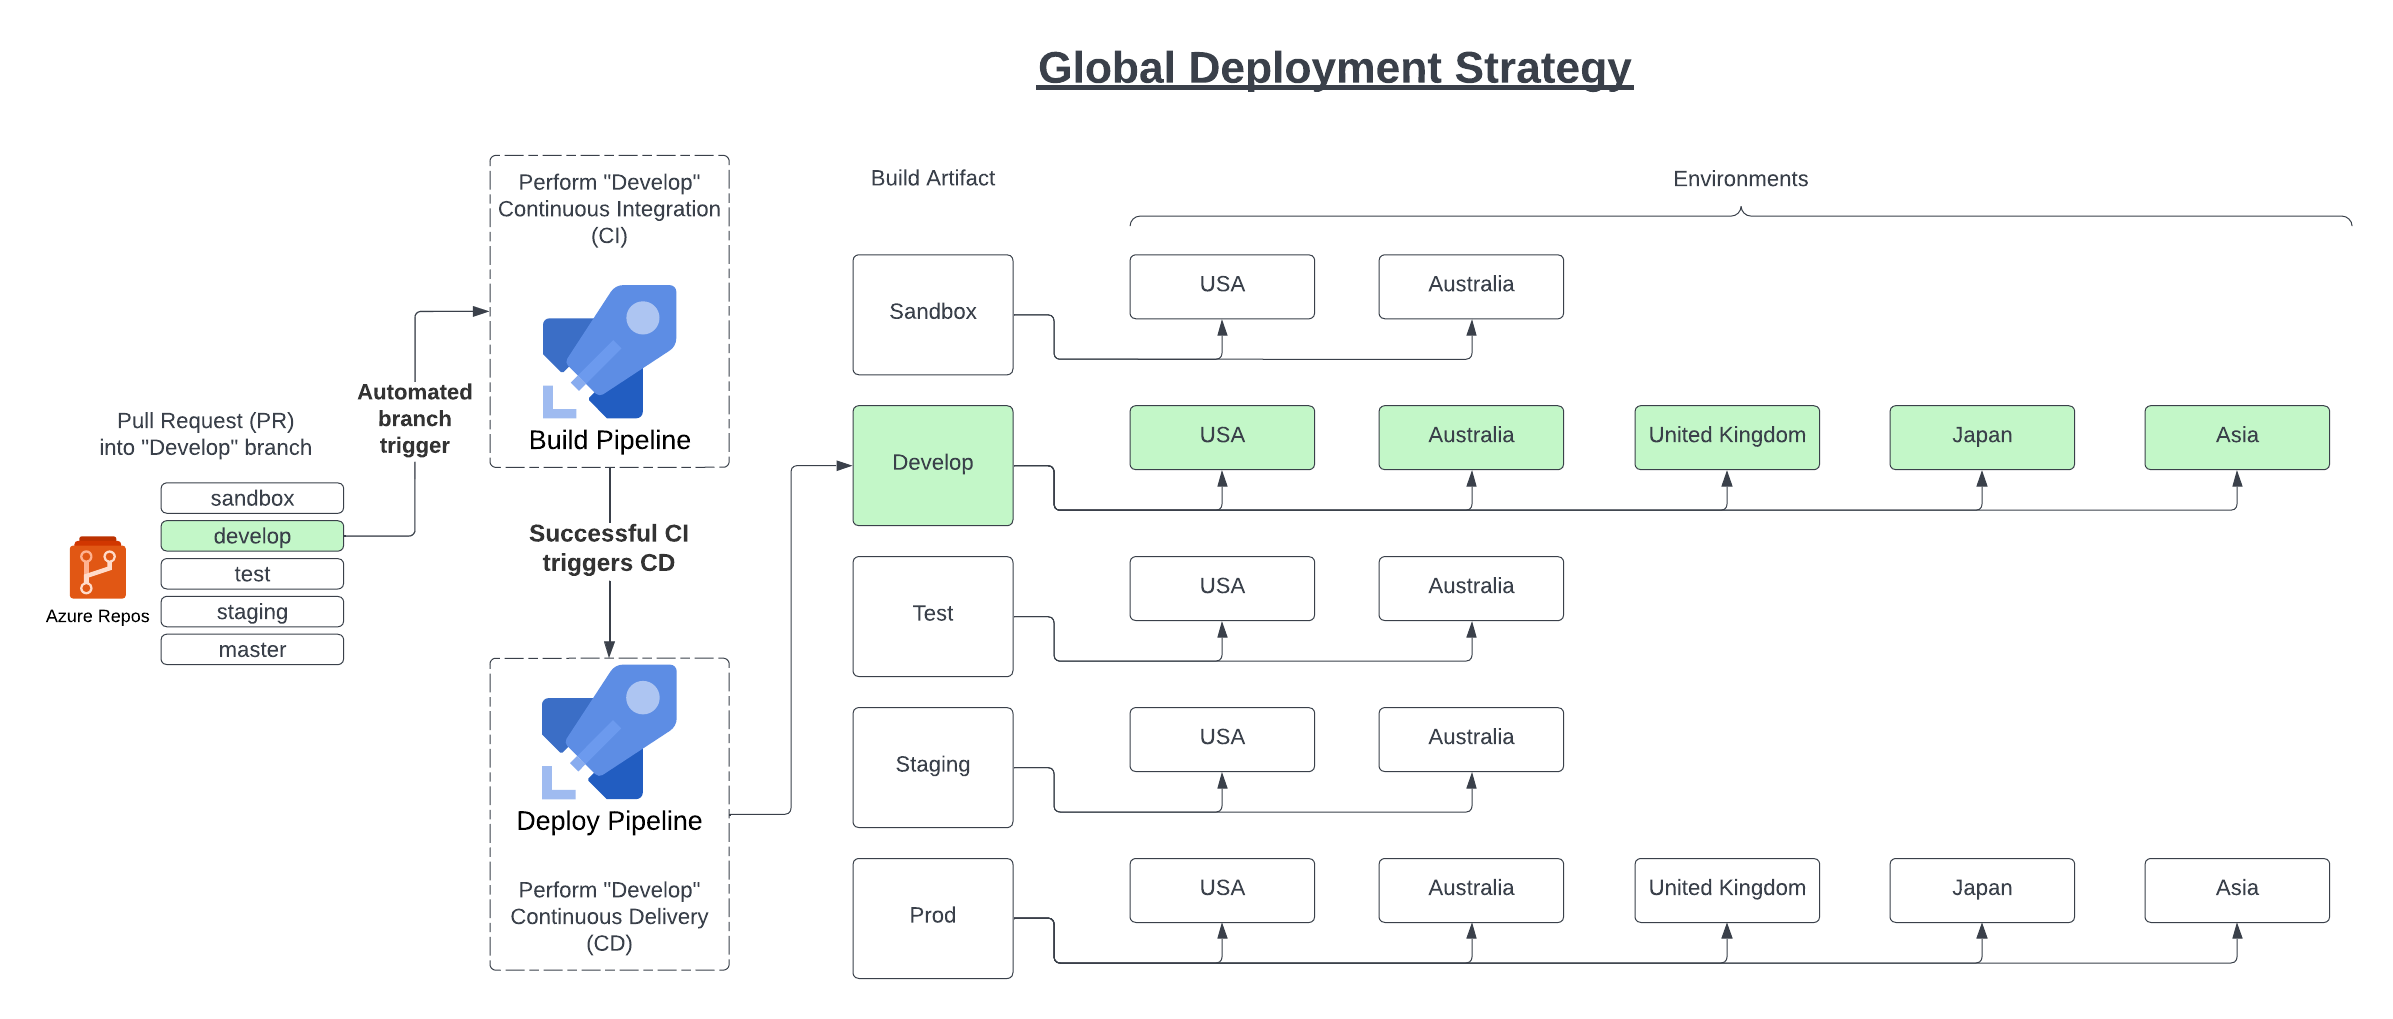 Global Deployment Strategy
Perform "Develop"
Continuous Integration
(CI)
Build Pipeline
Automated
branch
trigger
Pull Request (PR)
into "Develop" branch
sandbox
develop
test
staging
master
Azure Repos
Successful CI
triggers CD
Deploy Pipeline
Perform "Develop"
Continuous Delivery
(CD)
Build Artifact
Environments
Sandbox
USA
Australia
Develop
USA
Australia
United Kingdom
Japan
Asia
Test
USA
Australia
Staging
USA
Australia
Prod
USA
Australia
United Kingdom
Japan
Asia